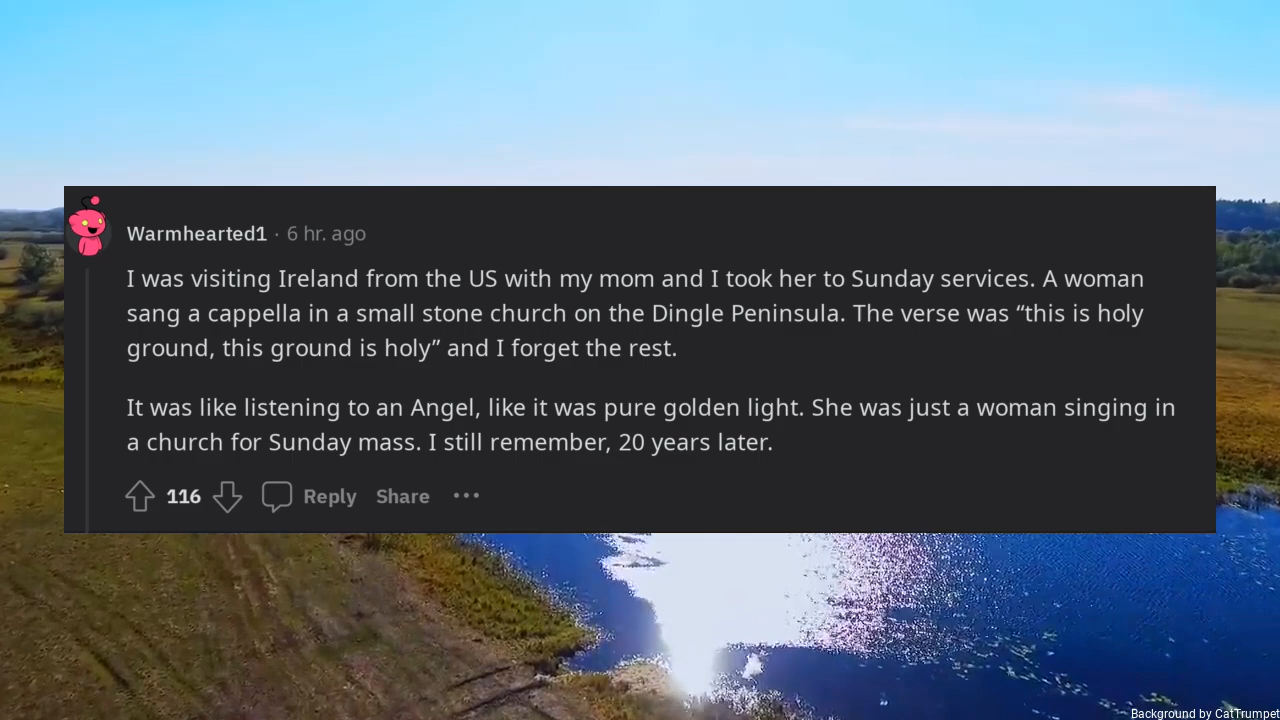 Warmhearted1 · 6 hr. ago
I was visiting Ireland from the US with my mom and I took her to Sunday services. A woman
sang a cappella in a small stone church on the Dingle Peninsula. The verse was “this is holy
ground, this ground is holy” and I forget the rest.
It was like listening to an Angel, like it was pure golden light. She was just a woman singing in
a church for Sunday mass. I still remember, 20 years later.
116 Reply Share ···
Background by CatTrumpet